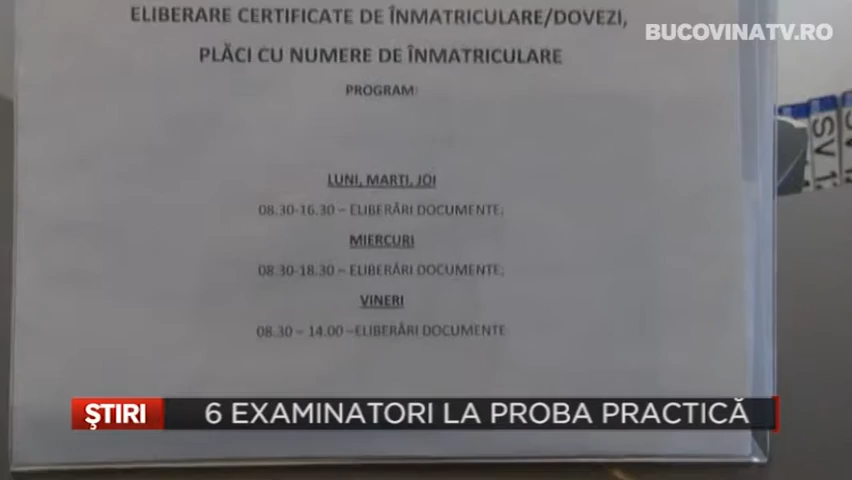 ELIBERARE CERTIFICATE DE ÎNMATRICULARE/DOVEZI,
BUCOVINATV.RO
PLĂCI CU NUMERE DE ÎNMATRICULARE
PROGRAM:
LUNI, MARTI, JOI
08.30-16.30 – ELIBERĂRI DOCUMENTE;
MIERCURI
08.30-18.30 – ELIBERĂRI DOCUMENTE;
VINERI
08.30 – 14.00 –ELIBERĂRI DOCUMENTE
SV
ŞTIRI 6 EXAMINATORI LA PROBA PRACTICĂ